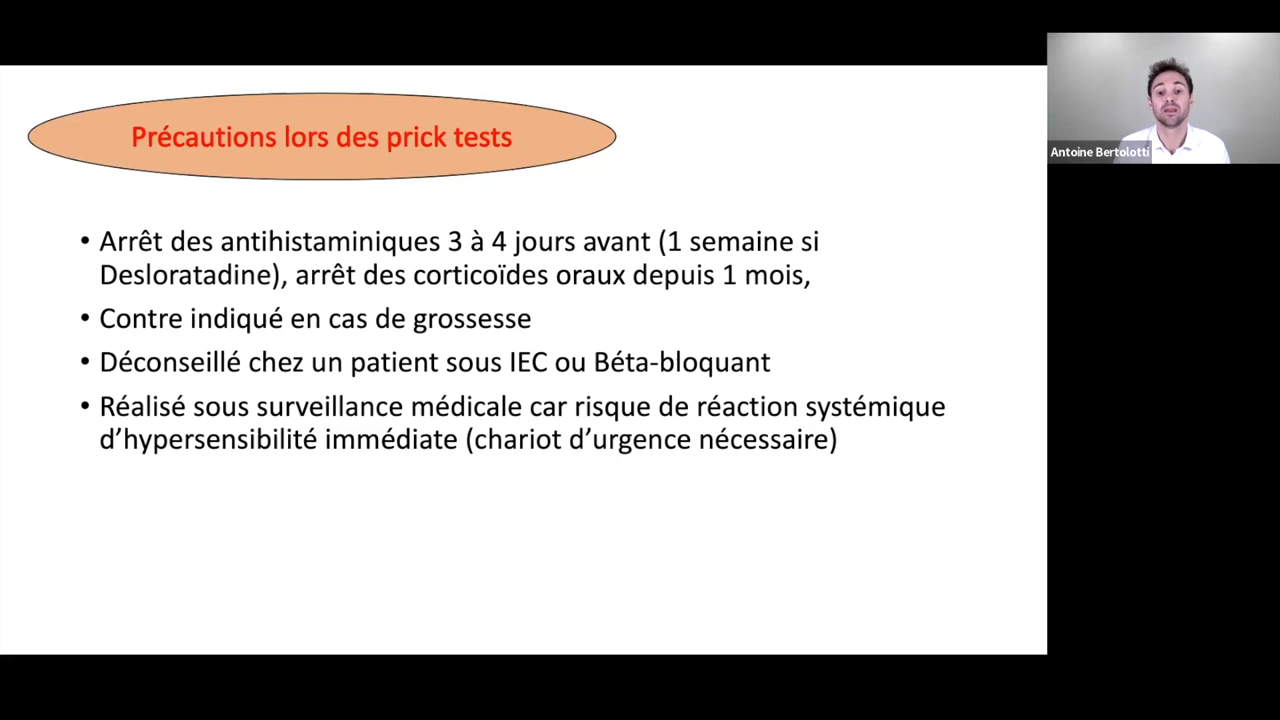 Précautions lors des prick tests
• Arrêt des antihistaminiques 3 à 4 jours avant (1 semaine si
Desloratadine), arrêt des corticoïdes oraux depuis 1 mois,
• Contre indiqué en cas de grossesse
• Déconseillé chez un patient sous IEC ou Béta-bloquant
• Réalisé sous surveillance médicale car risque de réaction systémique
d’hypersensibilité immédiate (chariot d’urgence nécessaire)
Antoine Bertolotti